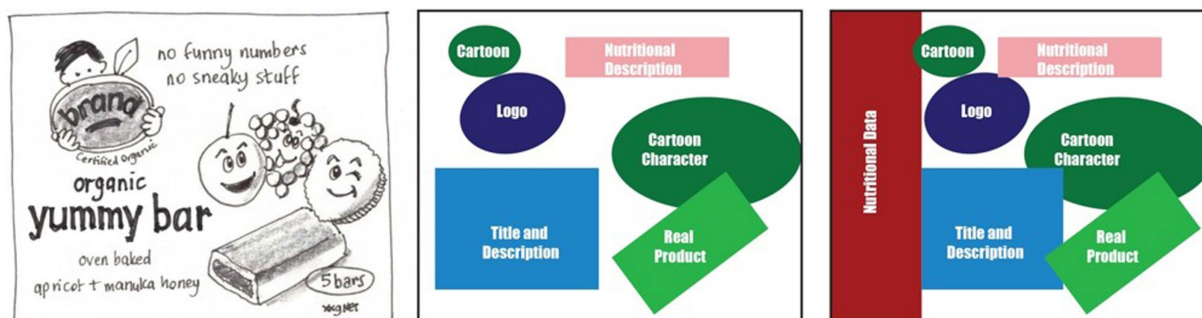 no funny numbers
no sneaky stuff
brand
Certified Organic
organic
yummy bar
oven baked
apricot + manuka honey
5 bars
Cartoon
Nutritional
Description
Logo
Cartoon
Character
Title and
Description
Real
Product
Nutritional Data
Cartoon
Nutritional
Description
Logo
Cartoon
Character
Title and
Description
Real
Product